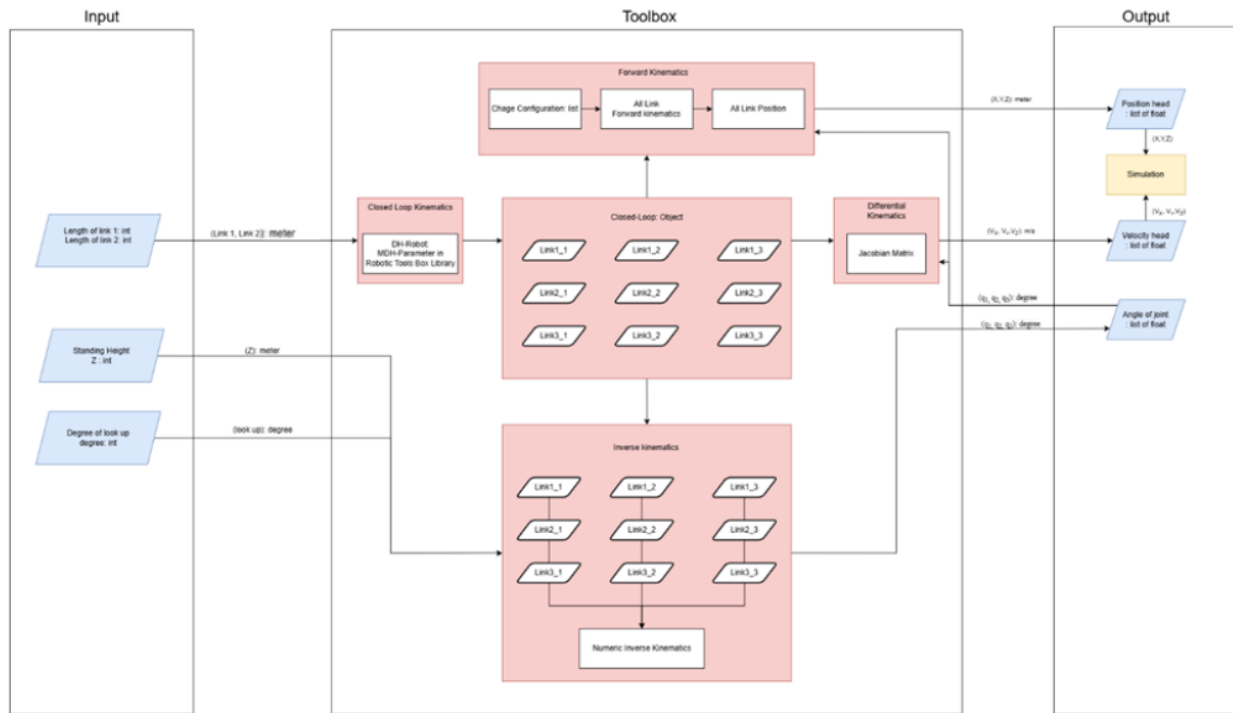 Input
Toolbox
Output
Forward Kinematics
Chage Configuration: list
All Link
Forward kinematics
All Link Position
(X,Y,Z): meter
Position head
: list of float
(X,Y,Z)
Simulation
(Vx, Vy,Vz)
Length of link 1: int
Length of link 2: int
(Link 1, Link 2): meter
Closed Loop Kinematics
DH-Robot:
MDH-Parameter in
Robotic Tools Box Library
Closed-Loop: Object
Link1_1
Link1_2
Link1_3
Link2_1
Link2_2
Link2_3
Link3_1
Link3_2
Link3_3
Differential
Kinematics
Jacobian Matrix
(Vx, Vy,Vz): m/s
Velocity head
: list of float
(q1, q2, q3): degree
Angle of joint
: list of float
(q1, q2, q3): degree
Standing Height
Z : int
(Z): meter
Degree of look up
degree: int
(look up): degree
Inverse kinematics
Link1_1
Link1_2
Link1_3
Link2_1
Link2_2
Link2_3
Link3_1
Link3_2
Link3_3
Numeric Inverse Kinematics